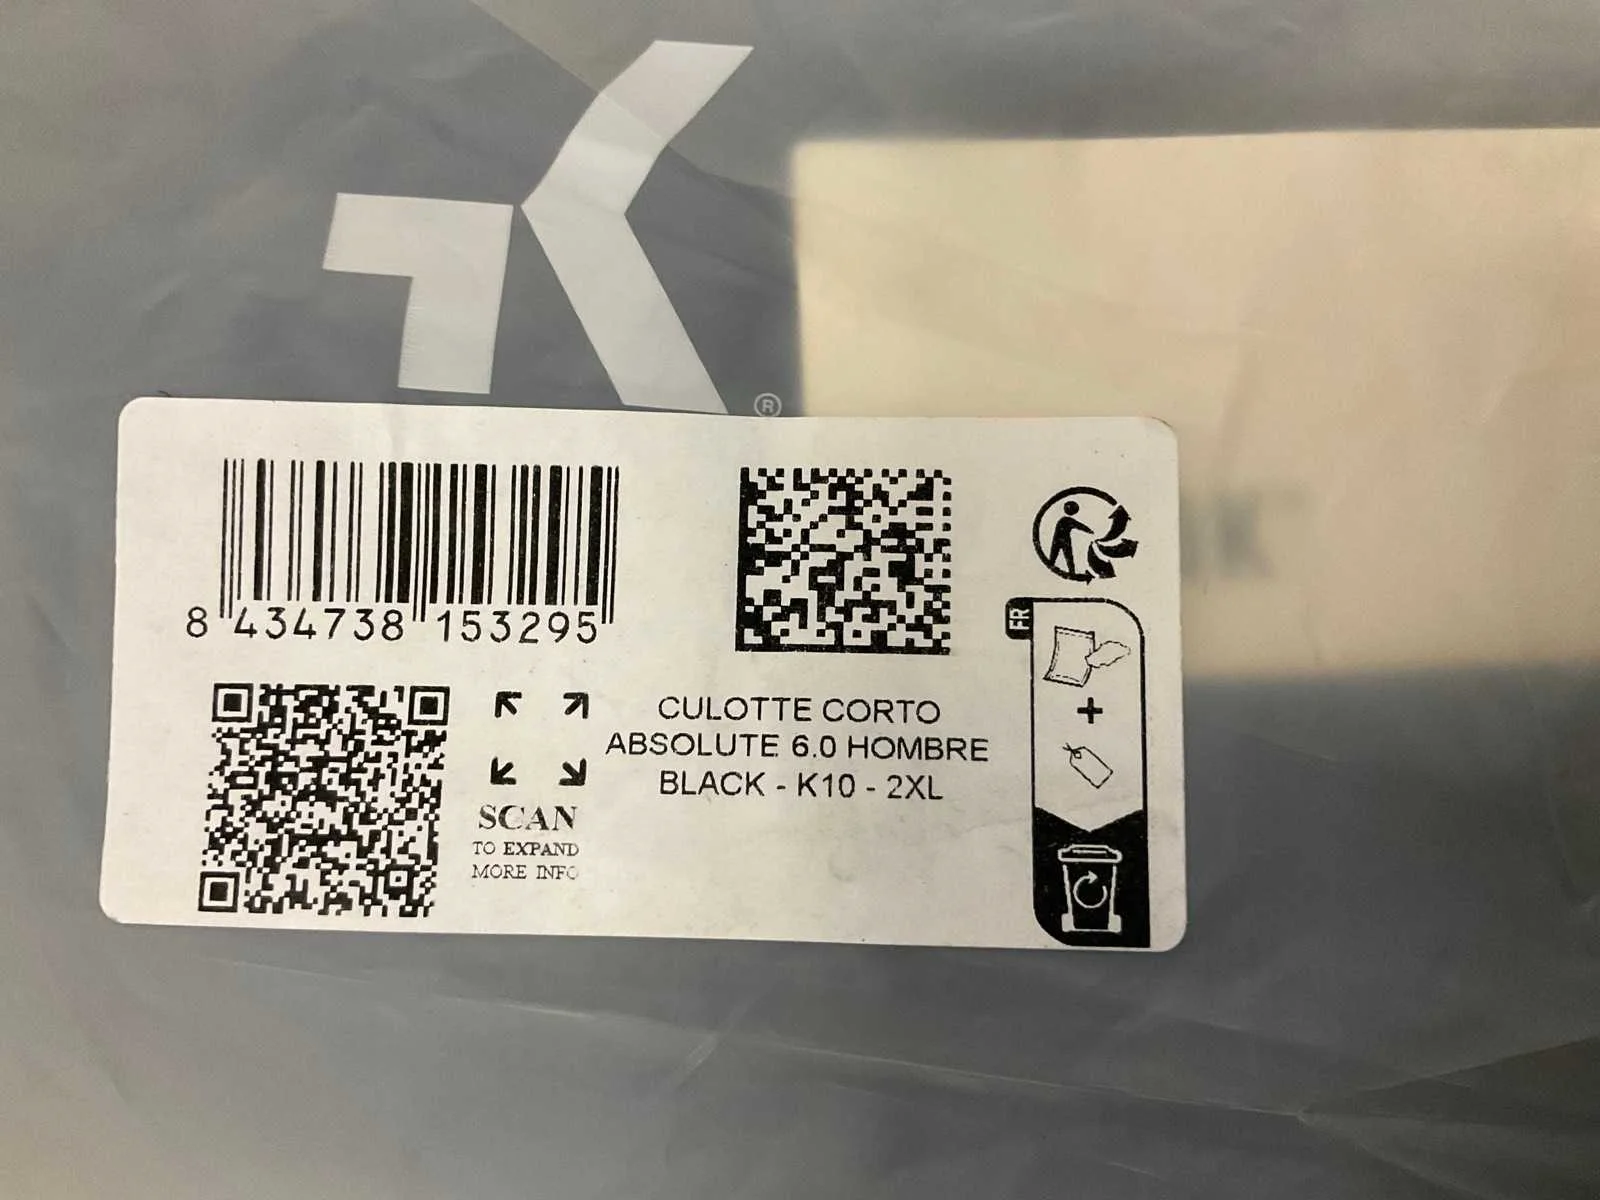 ®
8 434738 153295
CULOTTE CORTO
ABSOLUTE 6.0 HOMBRE
BLACK - K10 - 2XL
SCAN
TO EXPAND
MORE INFO
FR
+